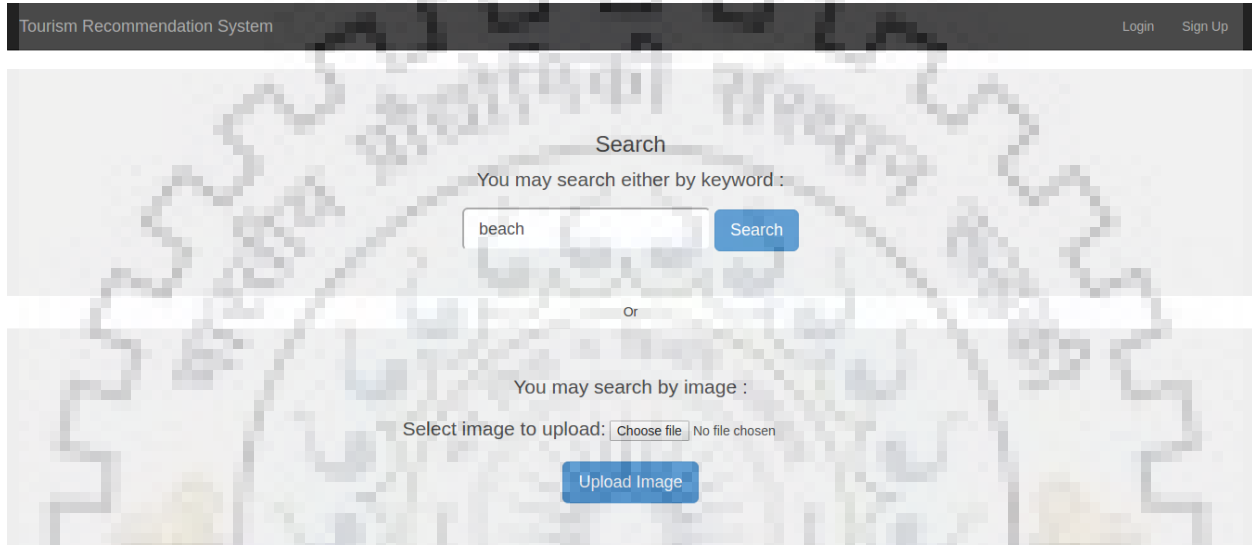 Tourism Recommendation System Login Sign Up
Search
You may search either by keyword :
beach Search
Or
You may search by image :
Select image to upload: Choose file No file chosen
Upload Image